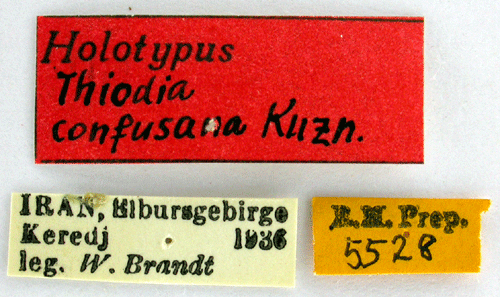 Holotypus
Thiodia
confusana Kuzn.
IRAN, Elbursgebirge
Keredj 1936
leg. W. Brandt
R.M. Prep.
5528